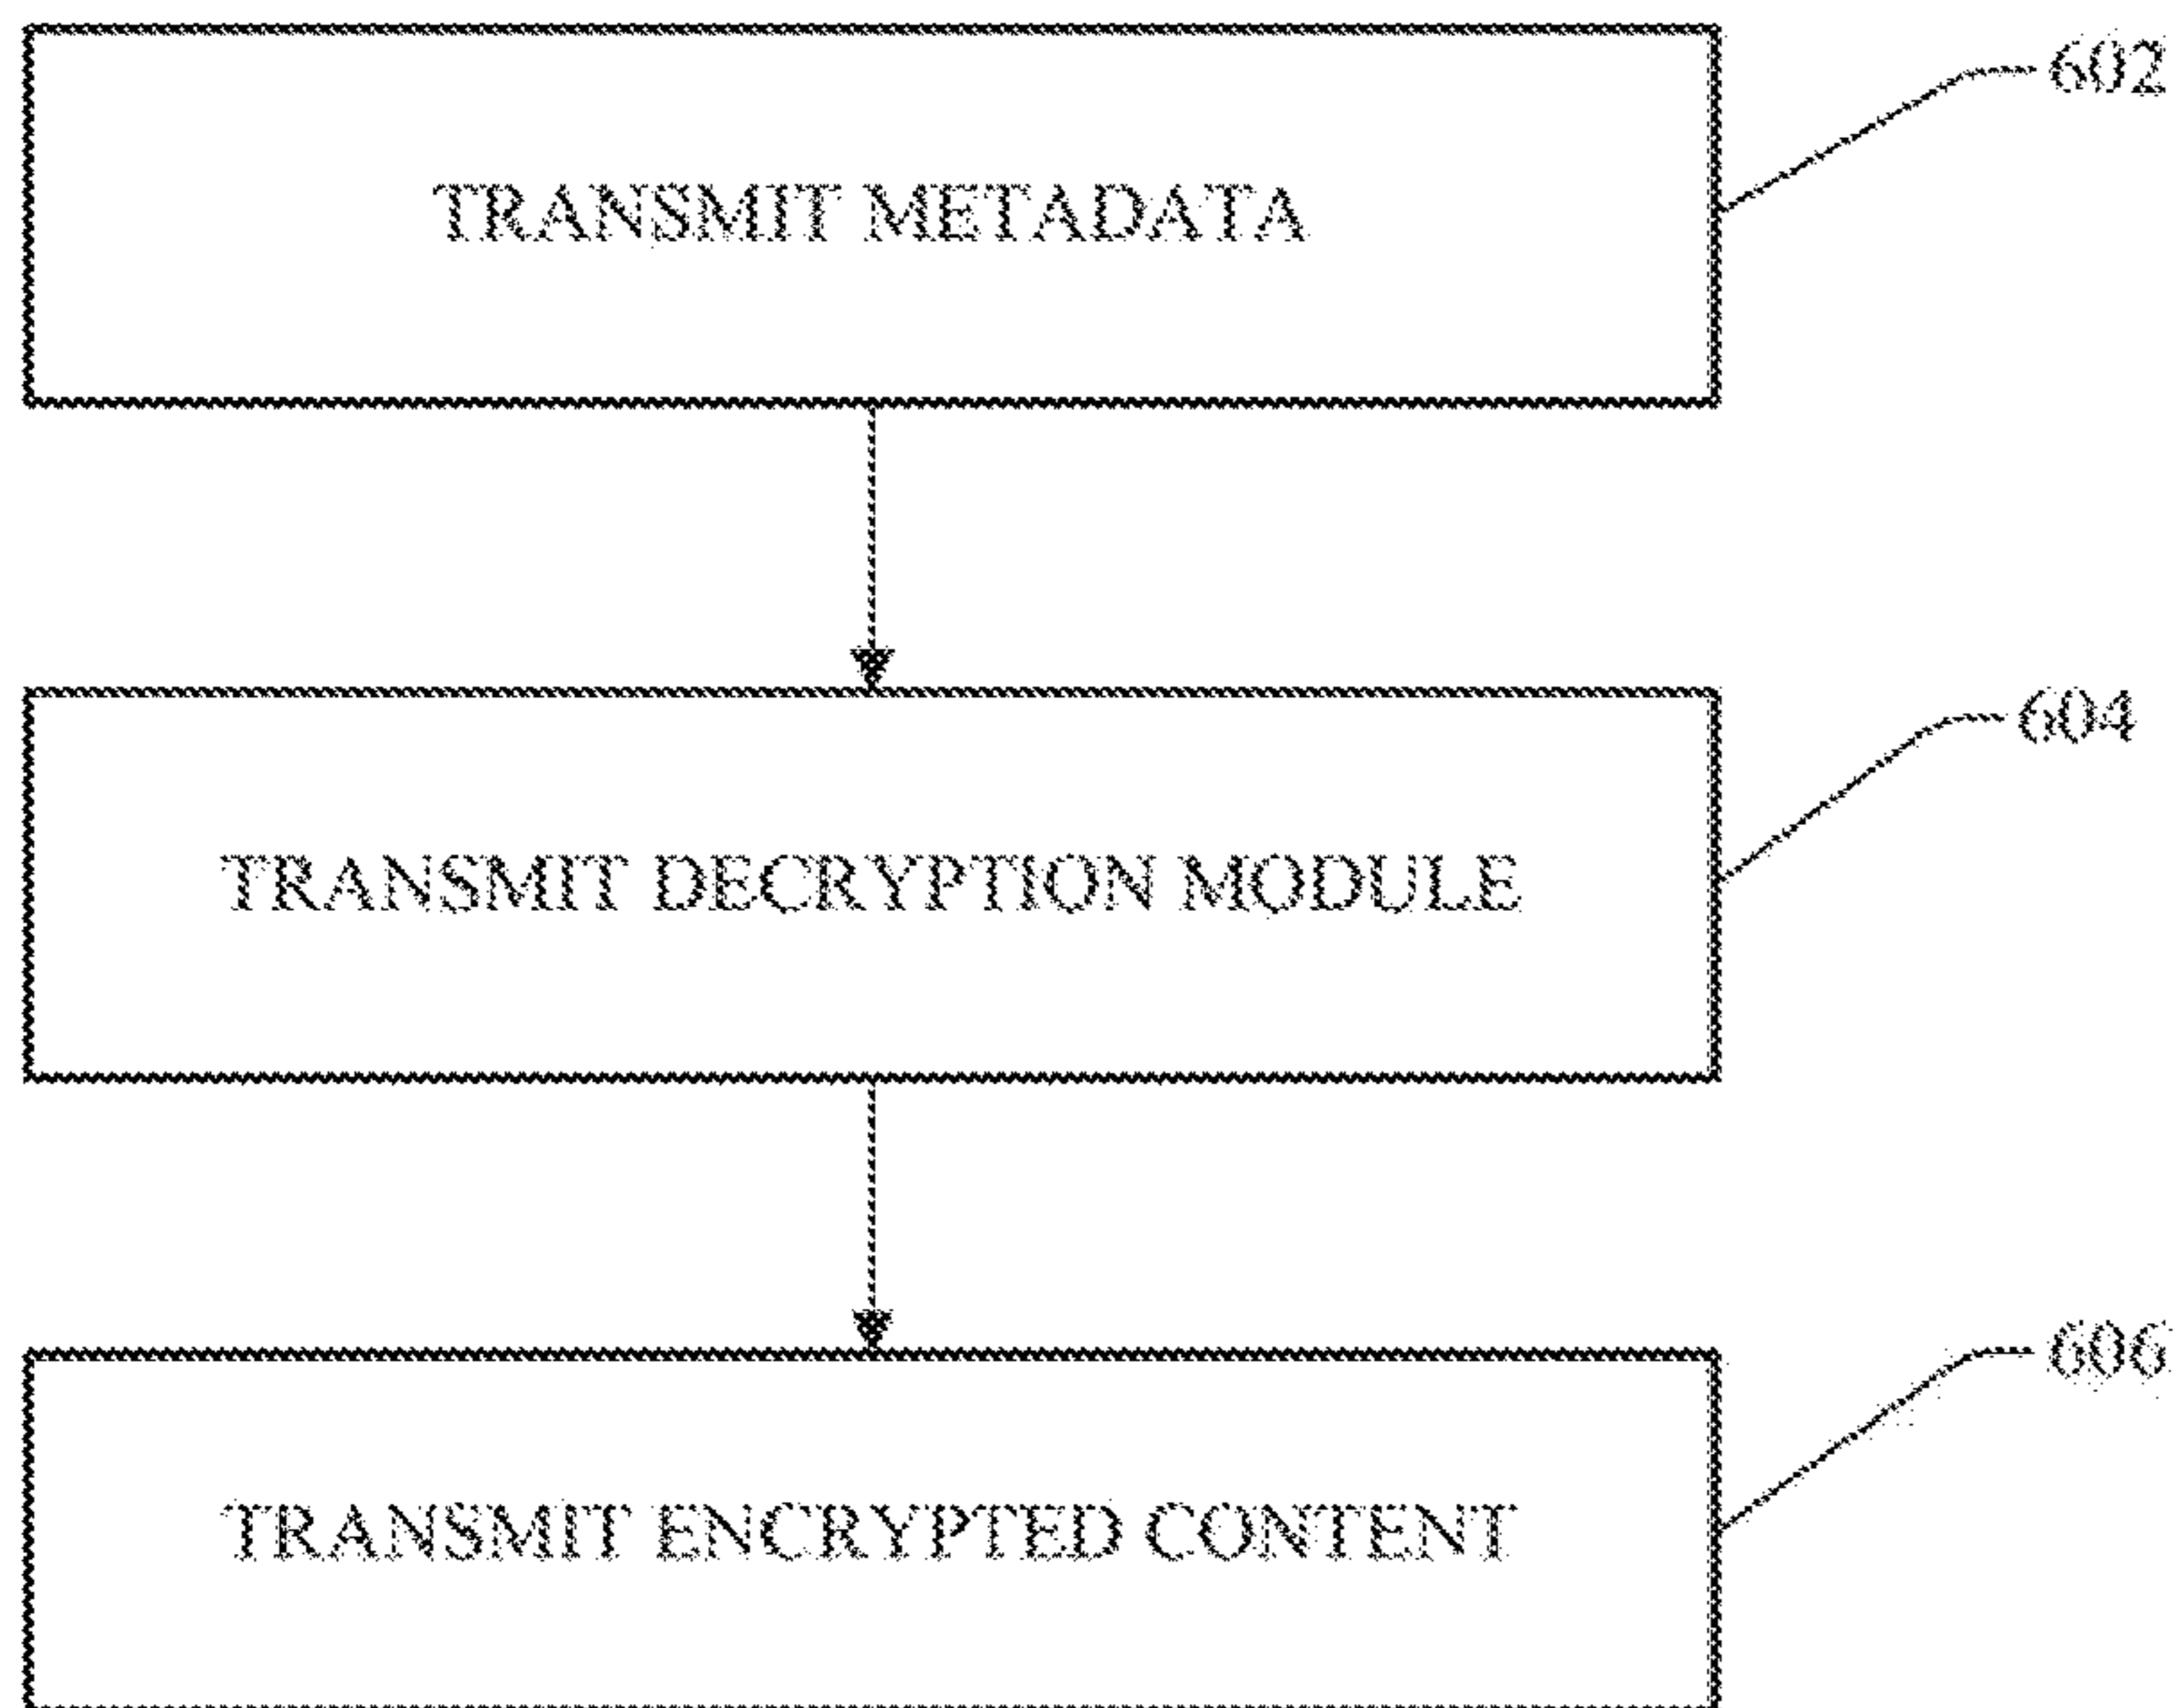 602
TRANSMIT METADATA
604
TRANSMIT DECRYPTION MODULE
606
TRANSMIT ENCRYPTED CONTENT